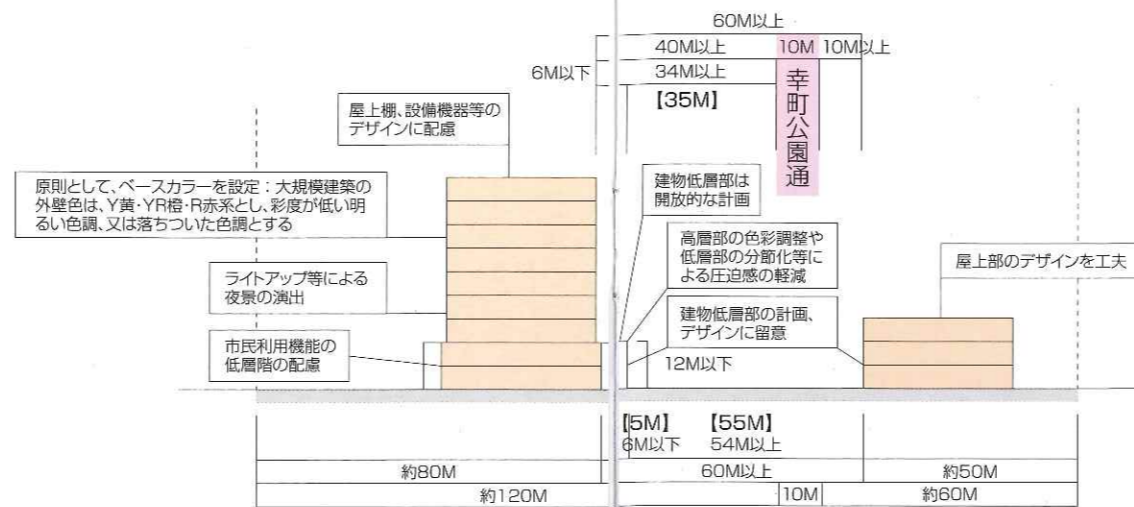 60M以上
40M以上
10M
10M以上
6M以下
34M以上
【35M】
幸町公園通
屋上棚、設備機器等の
デザインに配慮
原則として、ベースカラーを設定：大規模建築の
外壁色は、Y黄・YR橙・R赤系とし、彩度が低い明
るい色調、又は落ちついた色調とする
ライトアップ等による
夜景の演出
市民利用機能の
低層階の配慮
建物低層部は
開放的な計画
高層部の色彩調整や
低層部の分節化等に
よる圧迫感の軽減
建物低層部の計画、
デザインに留意
12M以下
屋上部のデザインを工夫
【5M】
【55M】
6M以下
54M以上
約80M
60M以上
約50M
約120M
10M
約60M